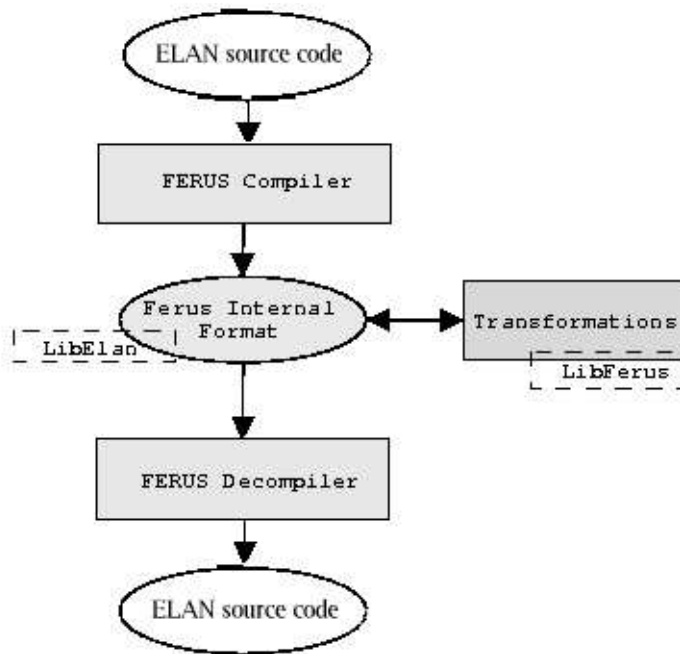 ELAN source code
FERUS Compiler
Ferus Internal
Format
LibElan
Transformations
LibFerus
FERUS Decompiler
ELAN source code